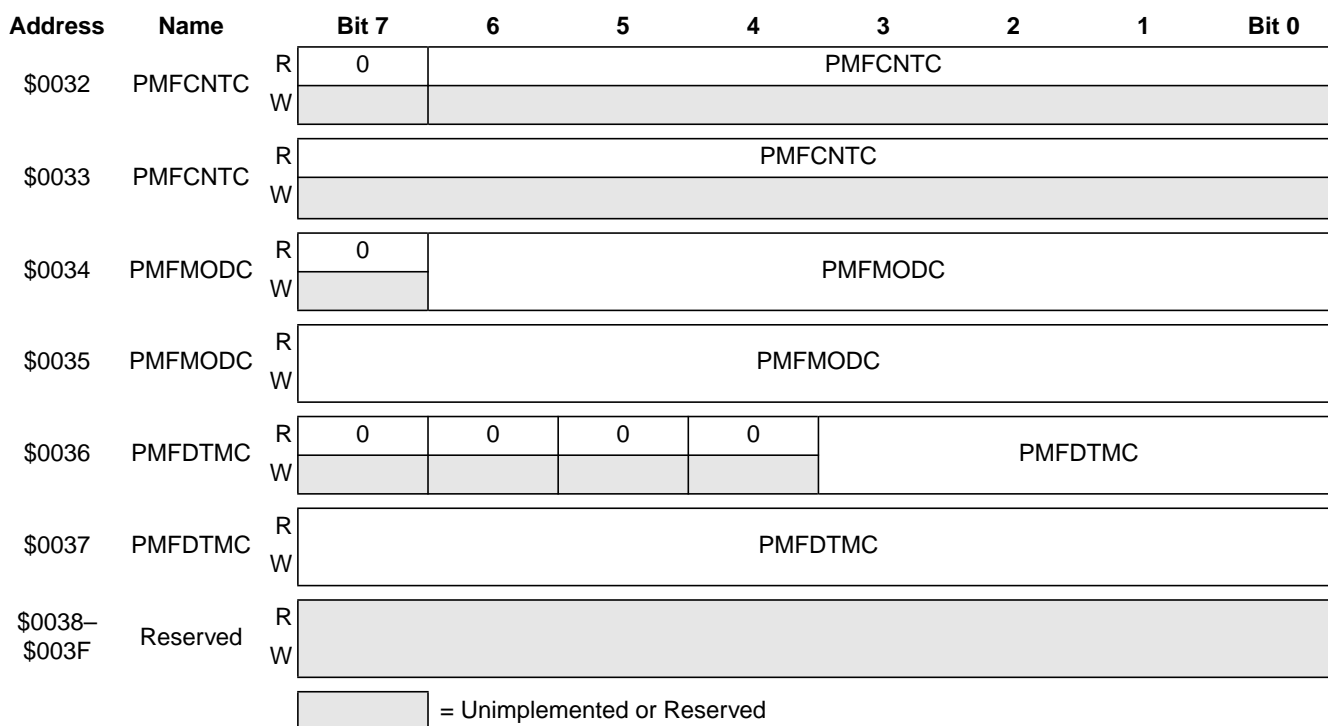 Address Name Bit 7 6 5 4 3 2 1 Bit 0
$0032 PMFCNTC R 0 PMFCNTC
W
$0033 PMFCNTC R PMFCNTC
W
$0034 PMFMODC R 0 PMFMODC
W
$0035 PMFMODC R PMFMODC
W
$0036 PMFDTMC R 0 0 0 0 PMFDTMC
W
$0037 PMFDTMC R PMFDTMC
W
$0038–
$003F Reserved R
W
= Unimplemented or Reserved